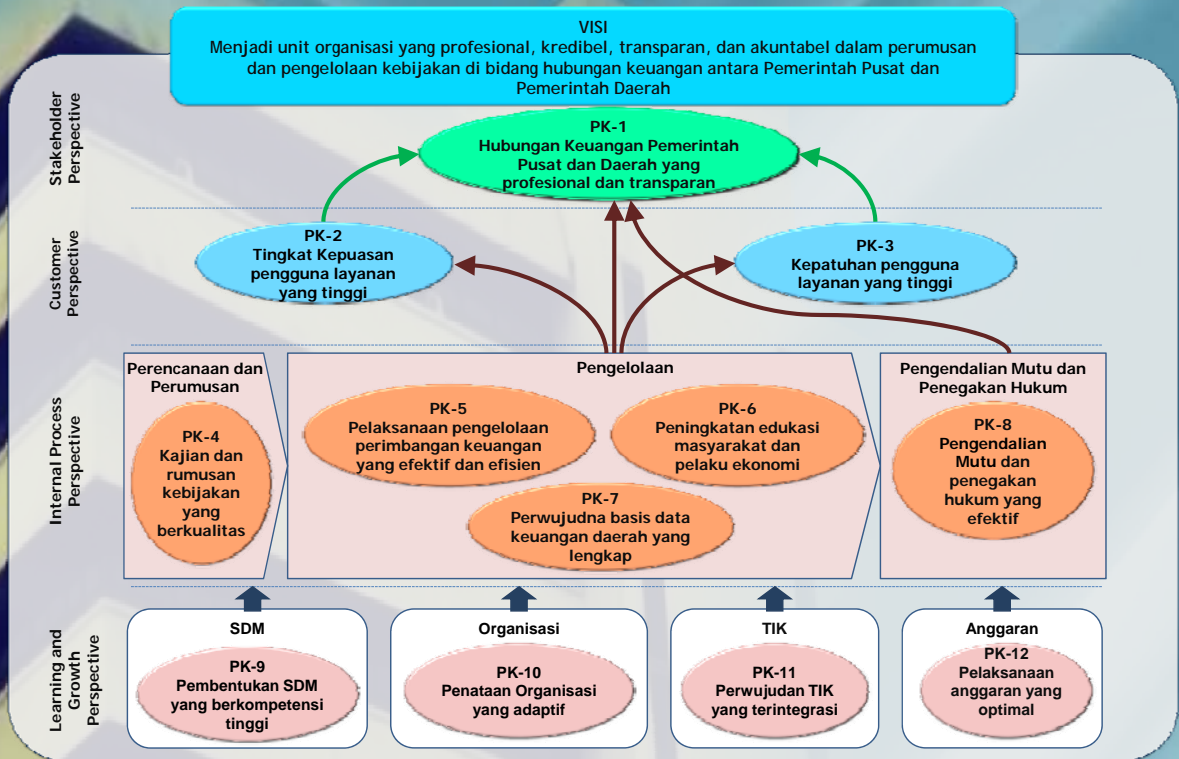 VISI
Menjadi unit organisasi yang profesional, kredibel, transparan, dan akuntabel dalam perumusan
dan pengelolaan kebijakan di bidang hubungan keuangan antara Pemerintah Pusat dan
Pemerintah Daerah
Stakeholder
Perspective
PK-1
Hubungan Keuangan Pemerintah
Pusat dan Daerah yang
profesional dan transparan
Customer
Perspective
PK-2
Tingkat Kepuasan
pengguna layanan
yang tinggi
PK-3
Kepatuhan pengguna
layanan yang tinggi
Internal Process
Perspective
Perencanaan dan
Perumusan
PK-4
Kajian dan
rumusan
kebijakan
yang
berkualitas
Pengelolaan
PK-5
Pelaksanaan pengelolaan
perimbangan keuangan
yang efektif dan efisien
PK-6
Peningkatan edukasi
masyarakat dan
pelaku ekonomi
PK-7
Perwujudna basis data
keuangan daerah yang
lengkap
Pengendalian Mutu dan
Penegakan Hukum
PK-8
Pengendalian
Mutu dan
penegakan
hukum yang
efektif
Learning and
Growth
Perspective
SDM
PK-9
Pembentukan SDM
yang berkompetensi
tinggi
Organisasi
PK-10
Penataan Organisasi
yang adaptif
TIK
PK-11
Perwujudan TIK
yang terintegrasi
Anggaran
PK-12
Pelaksanaan
anggaran yang
optimal